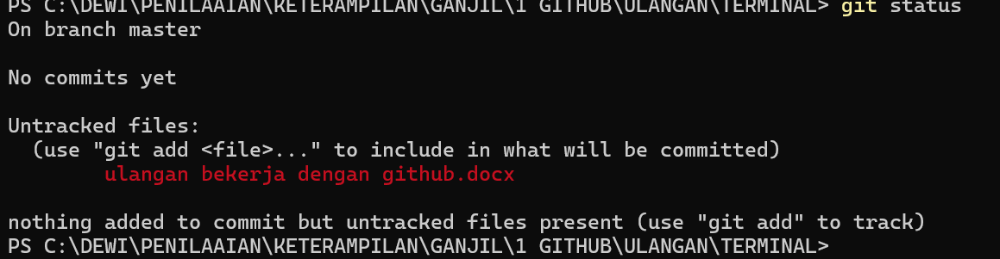 PS C:\DEWI\PENILAAIAN\KETERAMPILAN\GANJIL\1 GITHUB\ULANGAN\TERMINAL> git status
On branch master
No commits yet
Untracked files:
(use "git add <file>..." to include in what will be committed)
ulangan bekerja dengan github.docx
nothing added to commit but untracked files present (use "git add" to track)
PS C:\DEWI\PENILAAIAN\KETERAMPILAN\GANJIL\1 GITHUB\ULANGAN\TERMINAL>